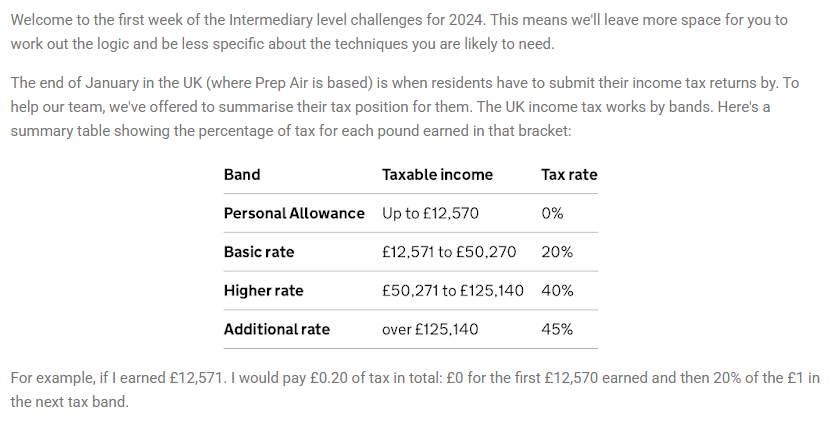 Welcome to the first week of the Intermediary level challenges for 2024. This means we'll leave more space for you to
work out the logic and be less specific about the techniques you are likely to need.
The end of January in the UK (where Prep Air is based) is when residents have to submit their income tax returns by. To
help our team, we've offered to summarise their tax position for them. The UK income tax works by bands. Here's a
summary table showing the percentage of tax for each pound earned in that bracket:
Band Taxable income Tax rate
Personal Allowance Up to £12,570 0%
Basic rate £12,571 to £50,270 20%
Higher rate £50,271 to £125,140 40%
Additional rate over £125,140 45%
For example, if I earned £12,571. I would pay £0.20 of tax in total: £0 for the first £12,570 earned and then 20% of the £1 in
the next tax band.